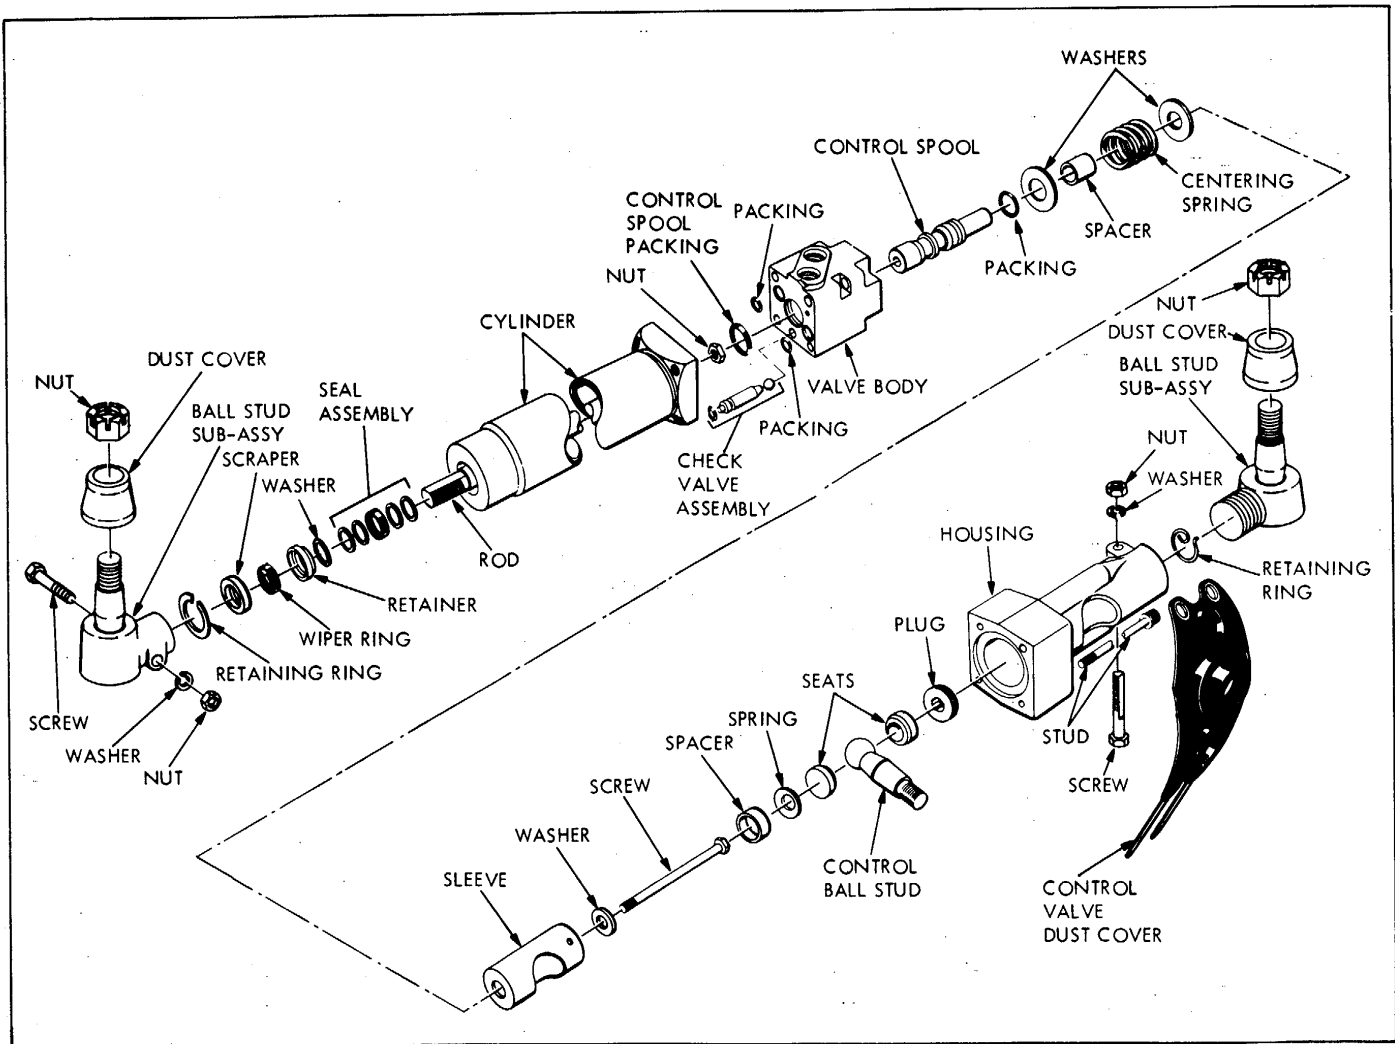 WASHERS
CONTROL SPOOL
CENTERING
SPRING
CONTROL
SPOOL
PACKING
PACKING
SPACER
PACKING
NUT
NUT
CYLINDER
DUST COVER
DUST COVER
BALL STUD
SUB-ASSY
NUT
SEAL
ASSEMBLY
VALVE BODY
BALL STUD
SUB-ASSY
SCRAPER
WASHER
PACKING
CHECK
VALVE
ASSEMBLY
NUT
WASHER
HOUSING
ROD
RETAINING
RING
RETAINER
WIPER RING
PLUG
RETAINING RING
SEATS
SCREW
WASHER
NUT
SPRING
SPACER
STUD
SCREW
SCREW
WASHER
CONTROL
BALL STUD
SLEEVE
CONTROL
VALVE
DUST COVER